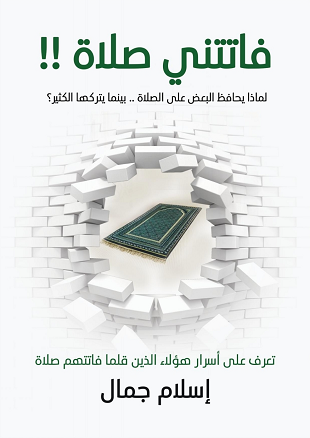 فاتتني صلاة !!
لماذا يحافظ البعض على الصلاة .. بينما يتركها الكثير؟
تعرف على أسرار هؤلاء الذين قلما فاتتهم صلاة
إسلام جمال